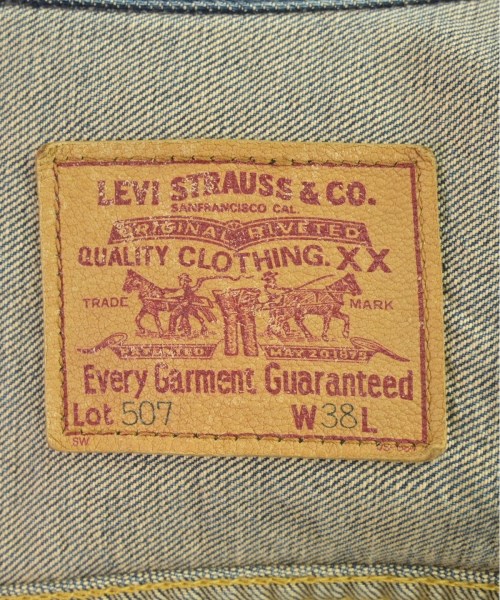 LEVI STRAUSS & CO.
SANFRANCISCO CAL.
ORIGINAL RIVETED
QUALITY CLOTHING. XX
TRADE MARK
PATENTED MAY 20 1873
Every Garment Guaranteed
Lot 507 W 38 L
SW